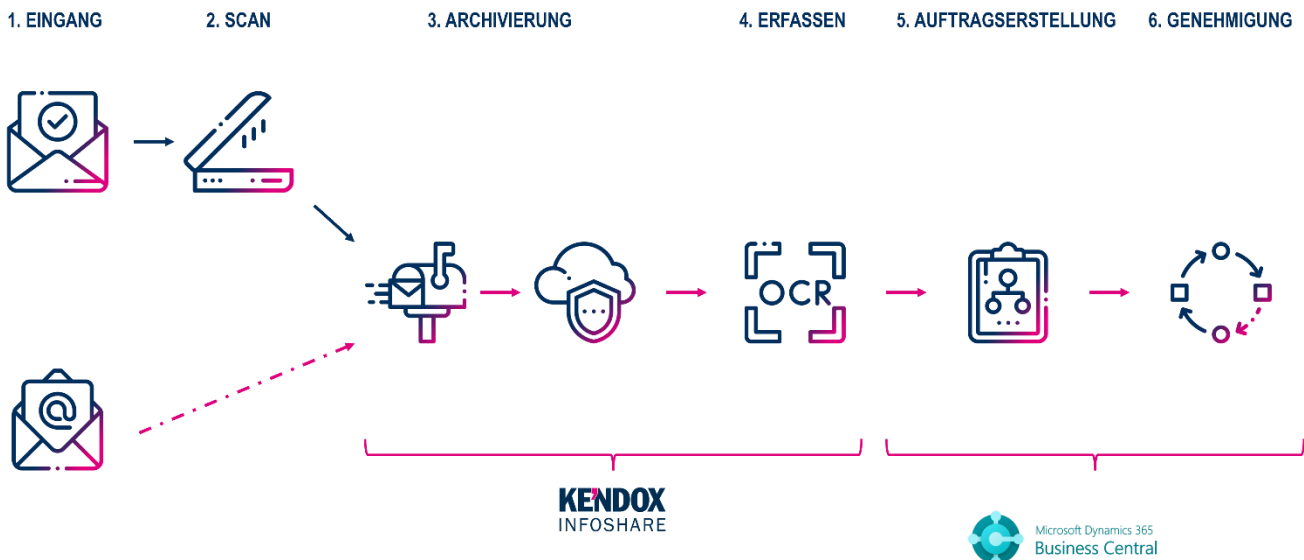 1. EINGANG
2. SCAN
3. ARCHIVIERUNG
4. ERFASSEN
5. AUFTRAGSERSTELLUNG
6. GENEHMIGUNG
@
OCR
KENDOX
INFOSHARE
Microsoft Dynamics 365
Business Central